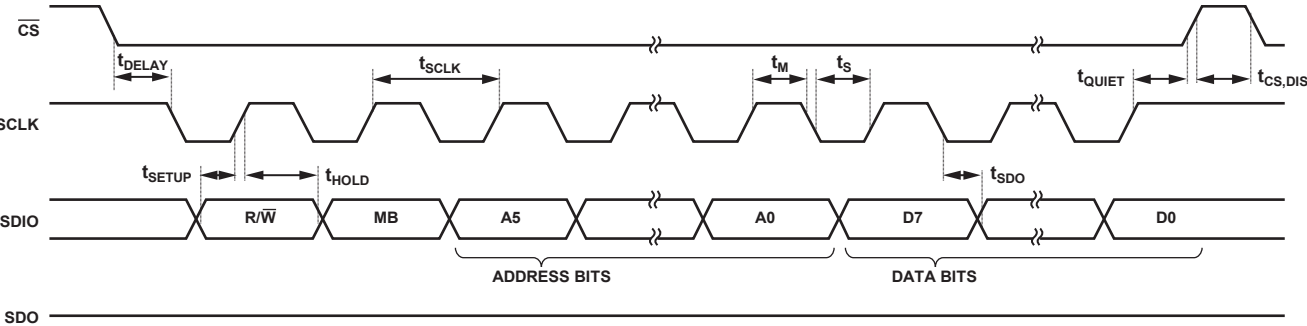 CS
tDELAY
tSCLK
tM
tS
tQUIET
tCS,DIS
SCLK
tSETUP
tHOLD
tSDO
SDIO
R/W
MB
A5
A0
D7
D0
ADDRESS BITS
DATA BITS
SDO